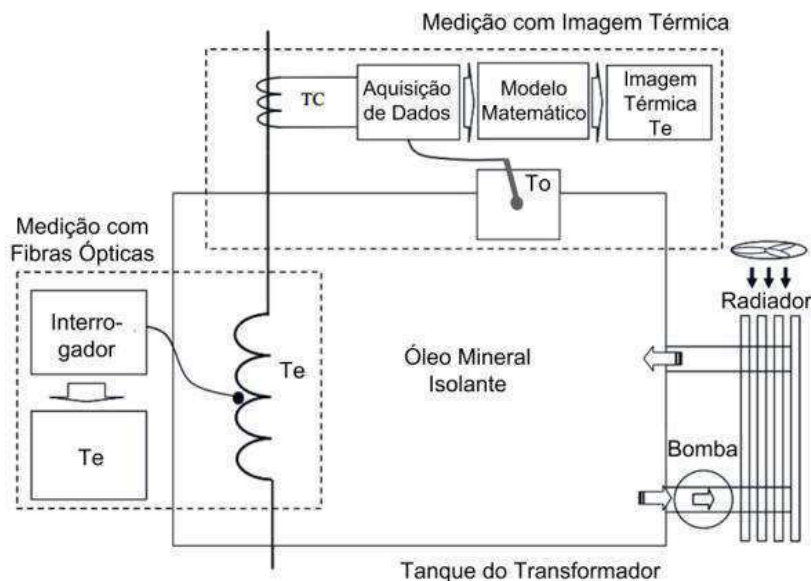 Medição com Imagem Térmica
TC
Aquisição
de Dados
Modelo
Matemático
Imagem
Térmica
Te
To
Medição com
Fibras Ópticas
Interro-
gador
Te
Te
Óleo Mineral
Isolante
Radiador
Bomba
Tanque do Transformador